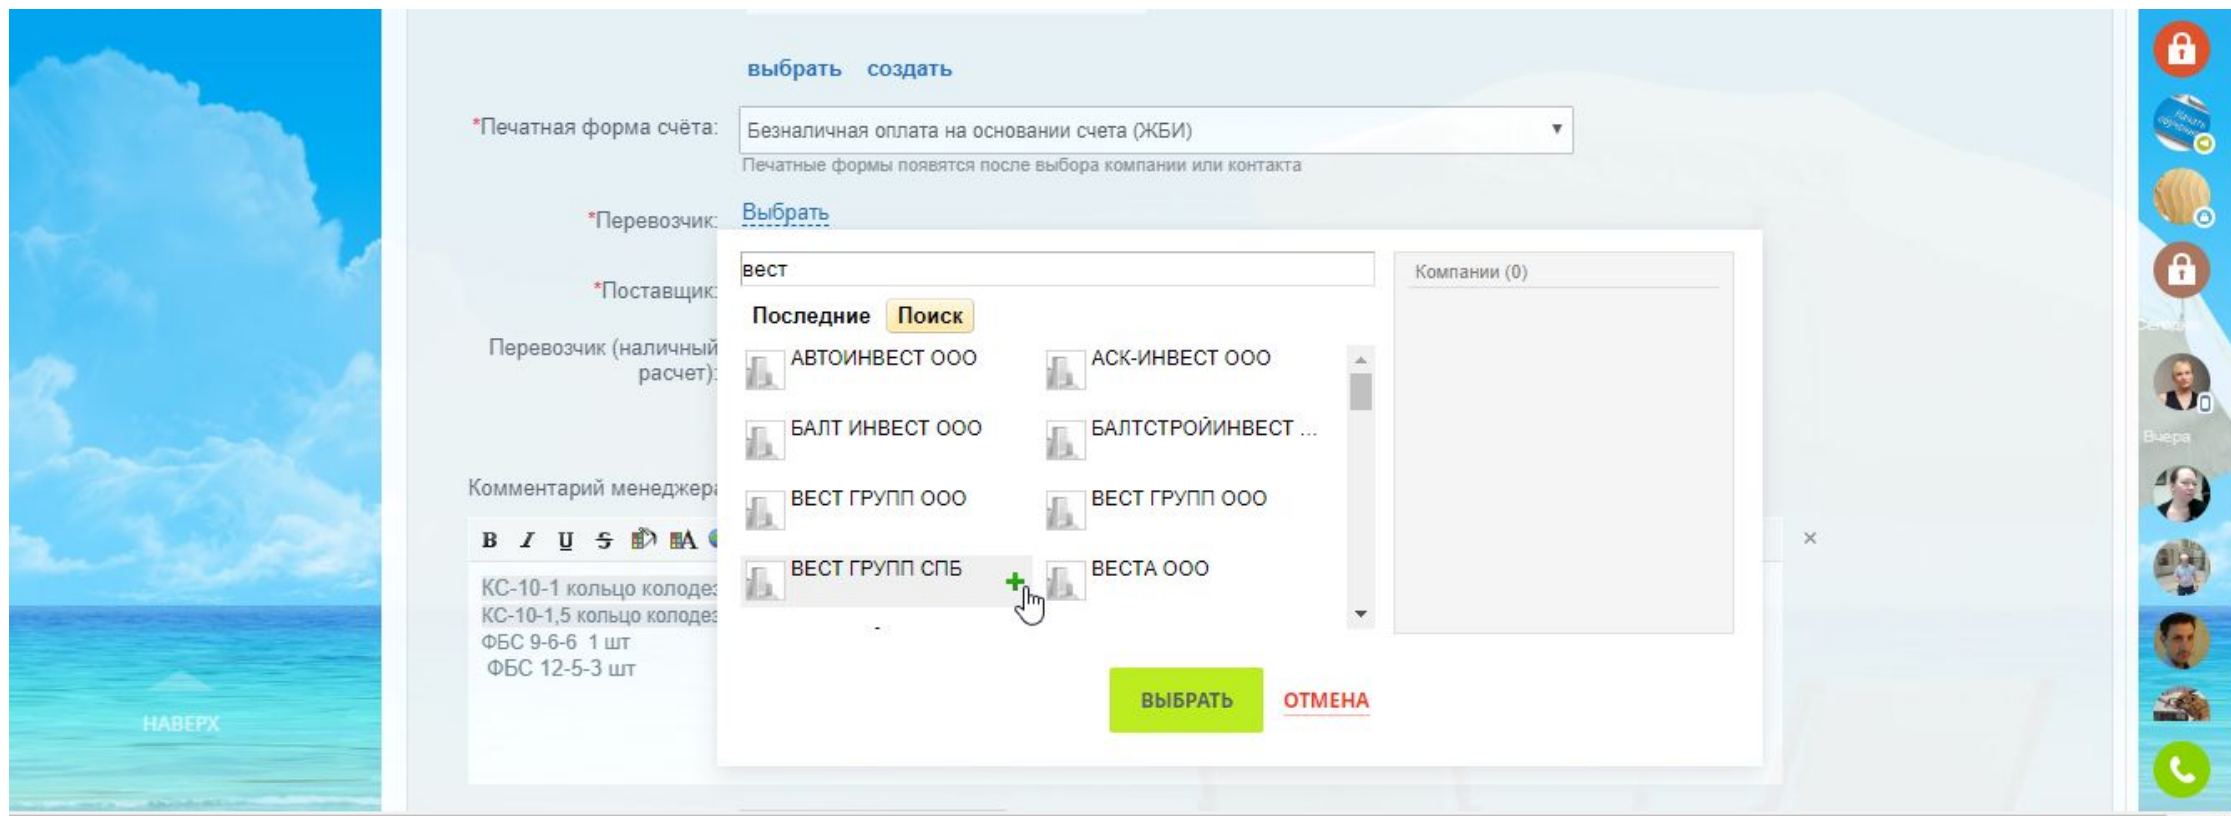 выбрать создать
*Печатная форма счёта: Безналичная оплата на основании счета (ЖБИ)
Печатные формы появятся после выбора компании или контакта
*Перевозчик: Выбрать
вест
Компании (0)
*Поставщик:
Последние Поиск
Перевозчик (наличный
расчет):
АВТОИНВЕСТ ООО АСК-ИНВЕСТ ООО
БАЛТ ИНВЕСТ ООО БАЛТСТРОЙИНВЕСТ ...
Комментарий менеджера
ВЕСТ ГРУПП ООО ВЕСТ ГРУПП ООО
B I U S
ВЕСТ ГРУПП СПБ ВЕСТА ООО
КС-10-1 кольцо колодез
КС-10-1,5 кольцо колодез
ФБС 9-6-6 1 шт
ФБС 12-5-3 шт
ВЫБРАТЬ ОТМЕНА
НАВЕРХ
Начать
обучение
Сегодня
Вчера